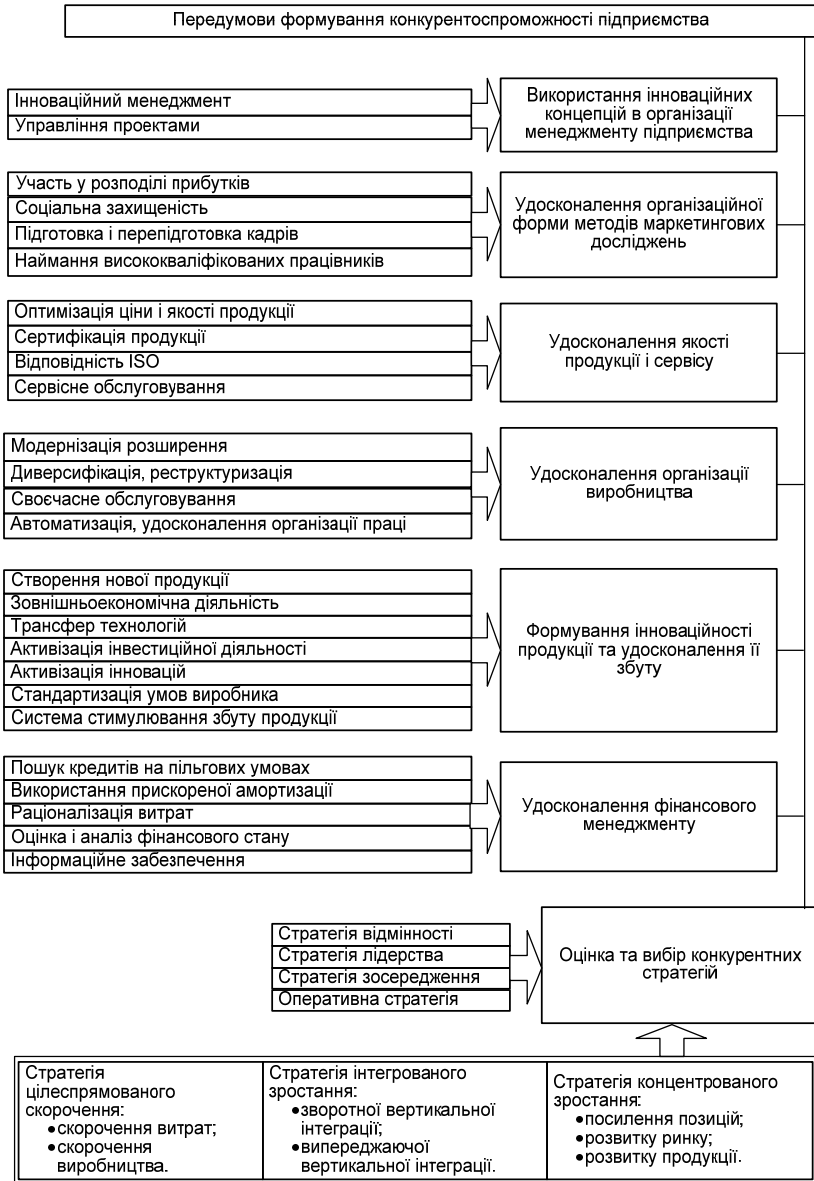 Передумови формування конкурентоспроможності підприємства
Інноваційний менеджмент
Управління проектами
Використання інноваційних
концепцій в організації
менеджменту підприємства
Участь у розподілі прибутків
Соціальна захищеність
Підготовка і перепідготовка кадрів
Наймання висококваліфікованих працівників
Удосконалення організаційної
форми методів маркетингових
досліджень
Оптимізація ціни і якості продукції
Сертифікація продукції
Відповідність ISO
Сервісне обслуговування
Удосконалення якості
продукції і сервісу
Модернізація розширення
Диверсифікація, реструктуризація
Своєчасне обслуговування
Автоматизація, удосконалення організації праці
Удосконалення організації
виробництва
Створення нової продукції
Зовнішньоекономічна діяльність
Трансфер технологій
Активізація інвестиційної діяльності
Активізація інновацій
Стандартизація умов виробника
Система стимулювання збуту продукції
Формування інноваційності
продукції та удосконалення її
збуту
Пошук кредитів на пільгових умовах
Використання прискореної амортизації
Раціоналізація витрат
Оцінка і аналіз фінансового стану
Інформаційне забезпечення
Удосконалення фінансового
менеджменту
Стратегія відмінності
Стратегія лідерства
Стратегія зосередження
Оперативна стратегія
Оцінка та вибір конкурентних
стратегій
Стратегія
цілеспрямованого
скорочення:
•скорочення витрат;
•скорочення
виробництва.
Стратегія інтегрованого
зростання:
•зворотної вертикальної
інтеграції;
•випереджаючої
вертикальної інтеграції.
Стратегія концентрованого
зростання:
•посилення позицій;
•розвитку ринку;
•розвитку продукції.